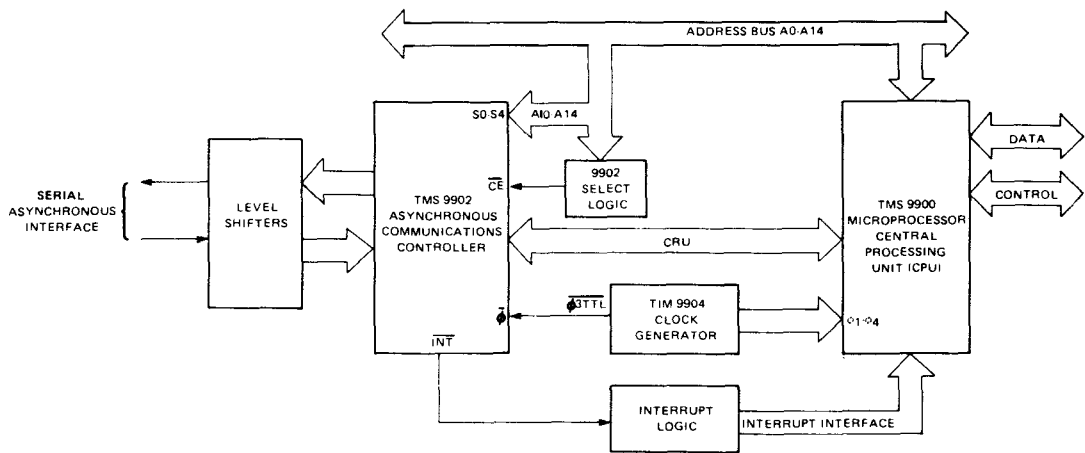 ADDRESS BUS A0-A14
S0-S4
AI0-A14
9902
SELECT
LOGIC
CE
SERIAL
ASYNCHRONOUS
INTERFACE
LEVEL
SHIFTERS
TMS 9902
ASYNCHRONOUS
COMMUNICATIONS
CONTROLLER
CRU
TMS 9900
MICROPROCESSOR
CENTRAL
PROCESSING
UNIT ICPUI
DATA
CONTROL
ϕ3TTL
ϕ
TIM 9904
CLOCK
GENERATOR
ϕ1-ϕ4
INT
INTERRUPT
LOGIC
INTERRUPT INTERFACE